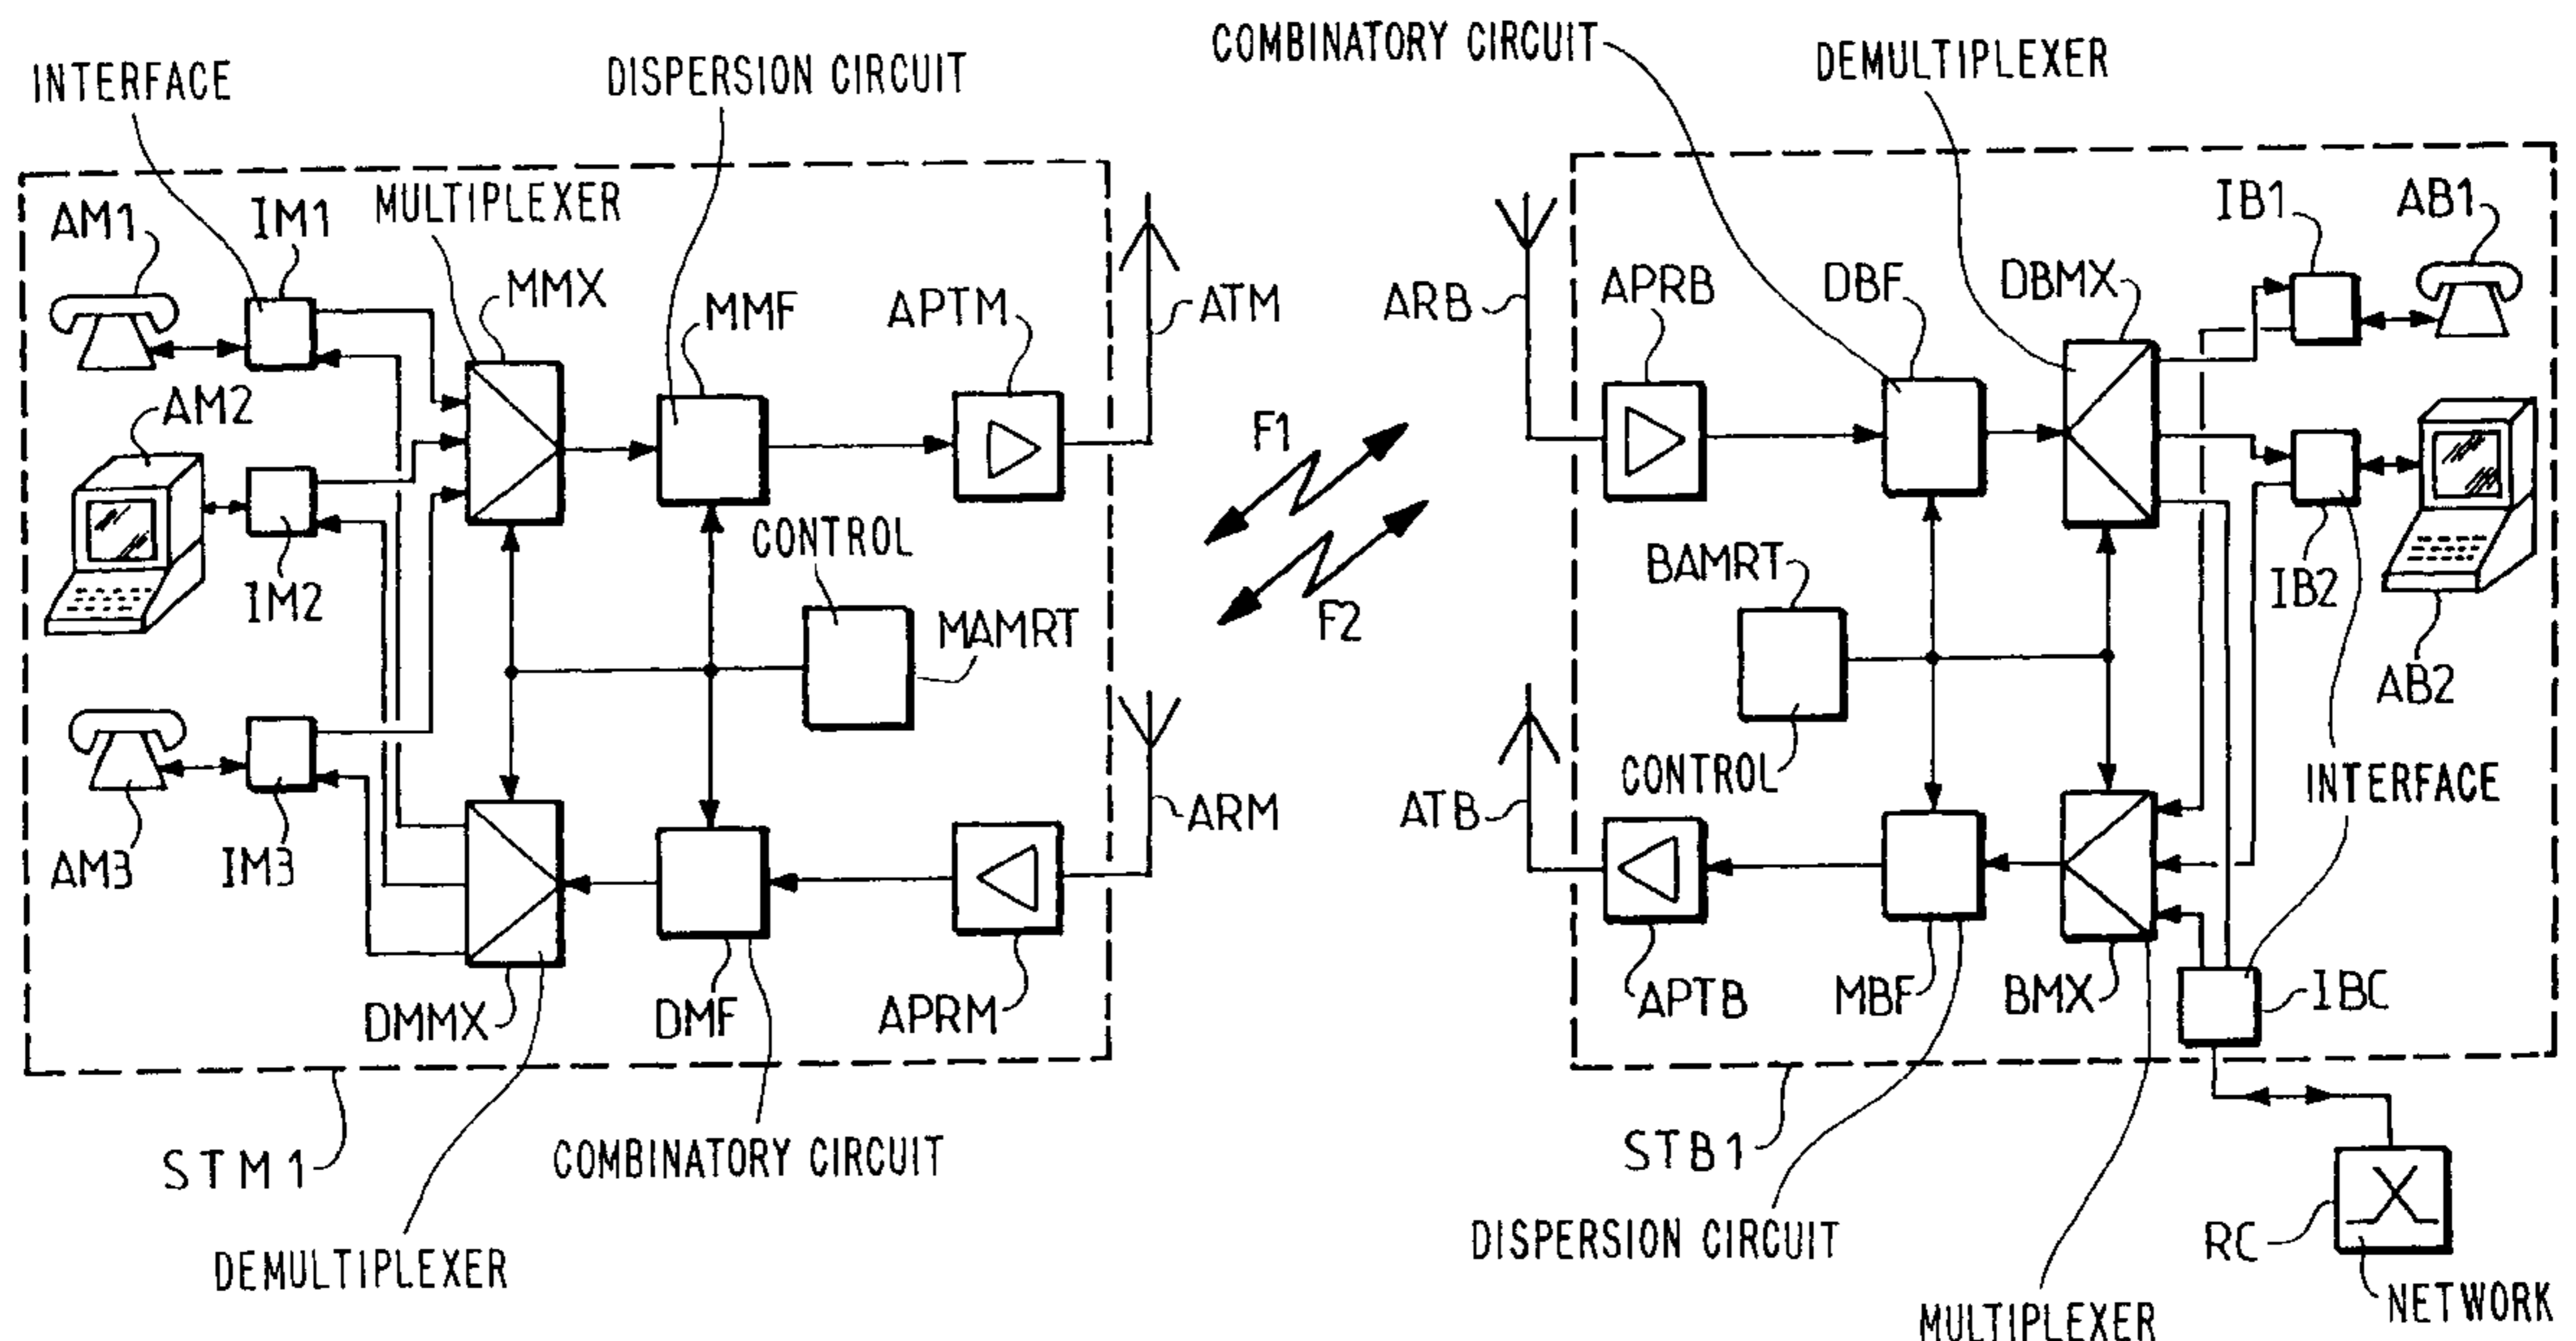 INTERFACE
DISPERSION CIRCUIT
COMBINATORY CIRCUIT
DEMULTIPLEXER
AM1
IM1
MULTIPLEXER
MMX
MMF
APTM
ATM
ARB
APRB
DBF
DBMX
IB1
AB1
AM2
IM2
CONTROL
MAMRT
F1
F2
BAMRT
CONTROL
IB2
AB2
INTERFACE
AM3
IM3
ARM
ATB
DMMX
DMF
APRM
APTB
MBF
BMX
IBC
STM1
COMBINATORY CIRCUIT
STB1
DEMULTIPLEXER
DISPERSION CIRCUIT
RC
MULTIPLEXER
NETWORK